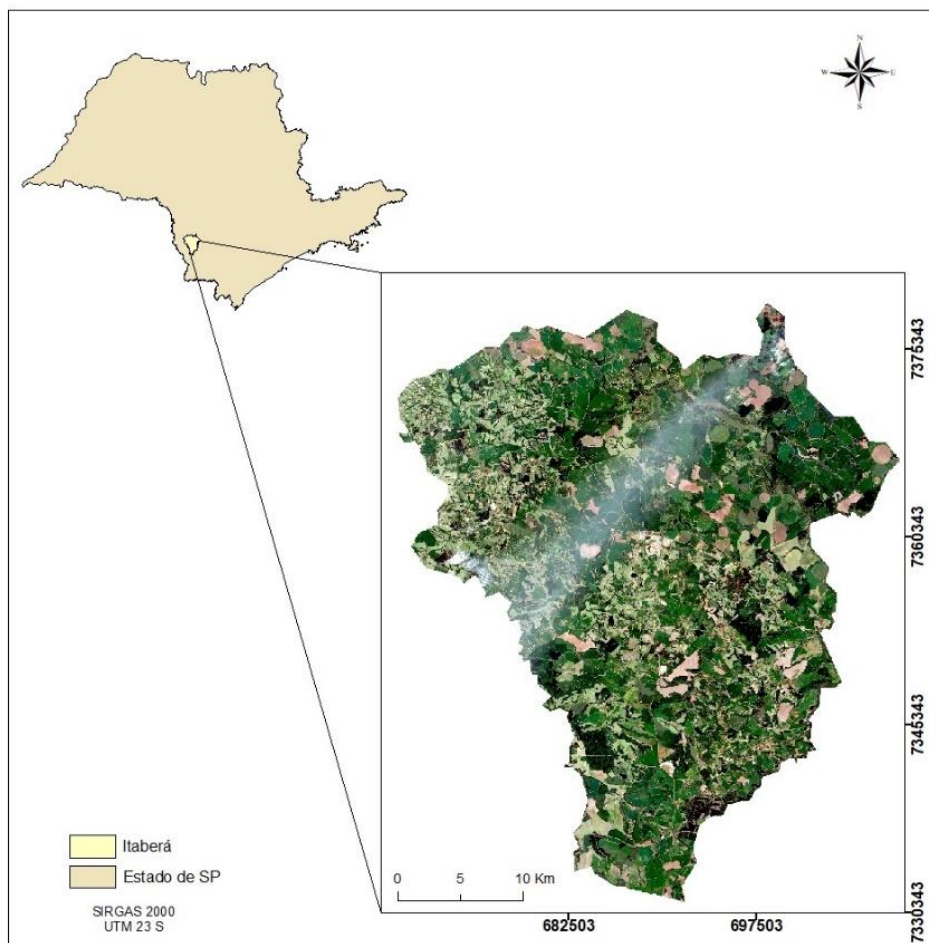 N
W E
S
7375343
7360343
7345343
7330343
Itaberá
Estado de SP
SIRGAS 2000
UTM 23 S
0 5 10 Km
682503 697503